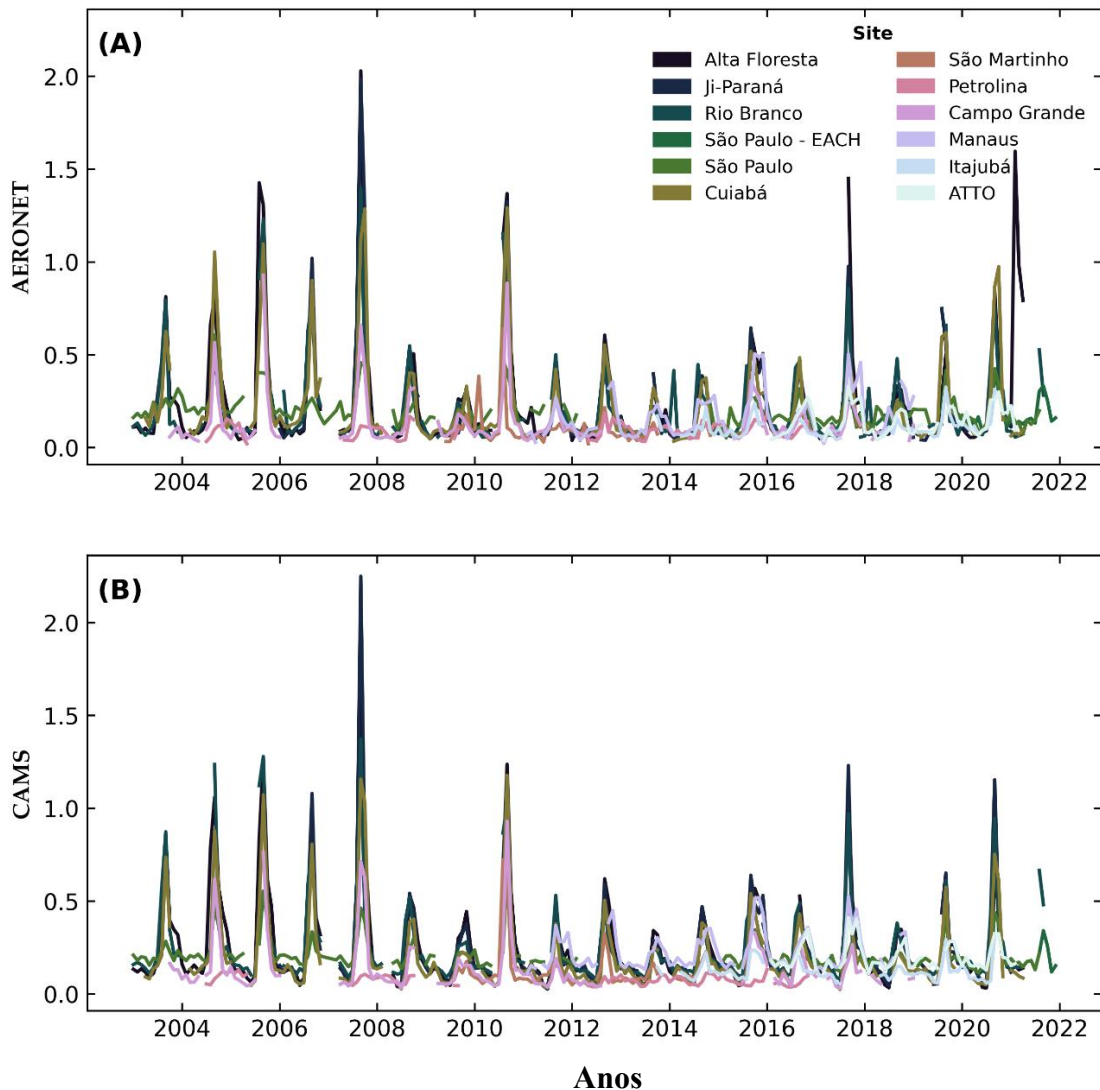 (A)
Site
Alta Floresta
Ji-Paraná
Rio Branco
São Paulo - EACH
São Paulo
Cuiabá
São Martinho
Petrolina
Campo Grande
Manaus
Itajubá
ATTO
AERONET
2.0
1.5
1.0
0.5
0.0
2004 2006 2008 2010 2012 2014 2016 2018 2020 2022
(B)
CAMS
2.0
1.5
1.0
0.5
0.0
2004 2006 2008 2010 2012 2014 2016 2018 2020 2022
Anos